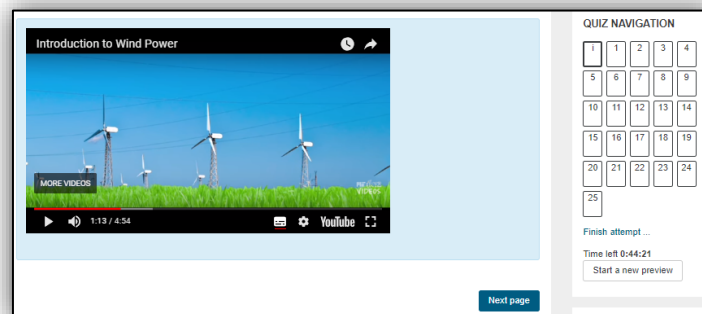 Introduction to Wind Power
MORE VIDEOS
VIDEOS
1:13 / 4:54
YouTube
Next page
QUIZ NAVIGATION
i 1 2 3 4
5 6 7 8 9
10 11 12 13 14
15 16 17 18 19
20 21 22 23 24
25
Finish attempt ...
Time left 0:44:21
Start a new preview